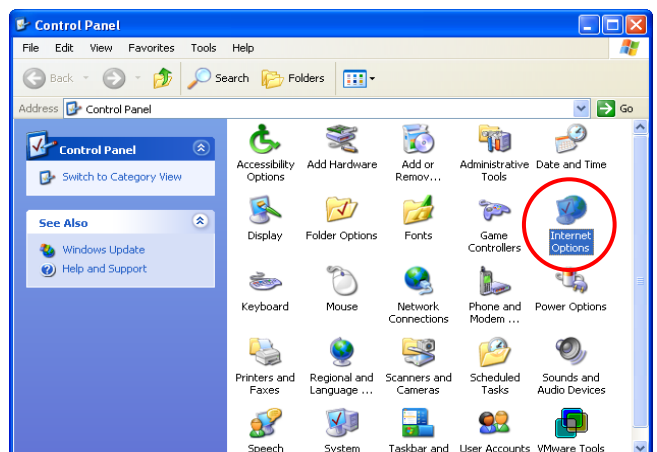 Control Panel
File Edit View Favorites Tools Help
Back Search Folders
Address Control Panel Go
Control Panel
Switch to Category View
See Also
Windows Update
Help and Support
Accessibility Options
Add Hardware
Add or Remov...
Administrative Tools
Date and Time
Display
Folder Options
Fonts
Game Controllers
Internet Options
Keyboard
Mouse
Network Connections
Phone and Modem ...
Power Options
Printers and Faxes
Regional and Language ...
Scanners and Cameras
Scheduled Tasks
Sounds and Audio Devices
Speech
System
Taskbar and
User Accounts
VMware Tools